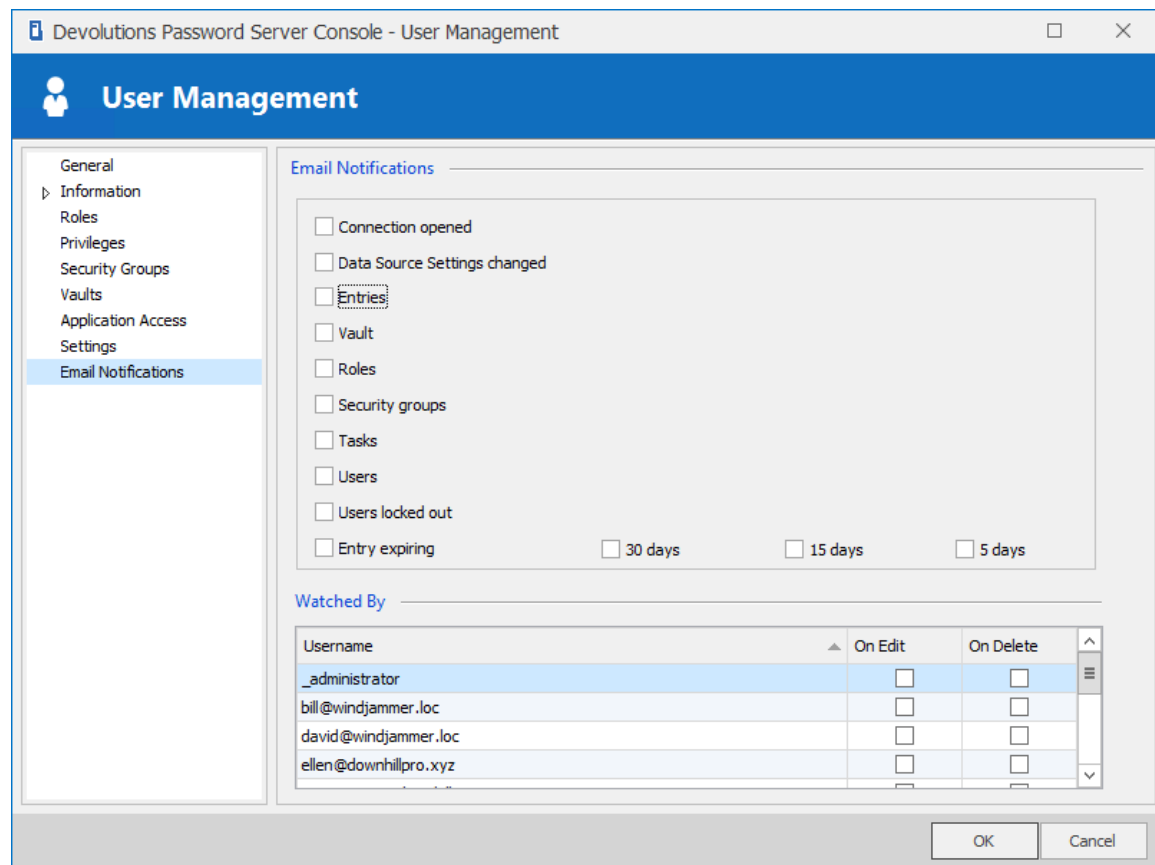 Devolutions Password Server Console - User Management
User Management
General
Information
Roles
Privileges
Security Groups
Vaults
Application Access
Settings
Email Notifications
Email Notifications
Connection opened
Data Source Settings changed
Entries
Vault
Roles
Security groups
Tasks
Users
Users locked out
Entry expiring 30 days 15 days 5 days
Watched By
Username On Edit On Delete
_administrator
bill@windjammer.loc
david@windjammer.loc
ellen@downhillpro.xyz
OK Cancel